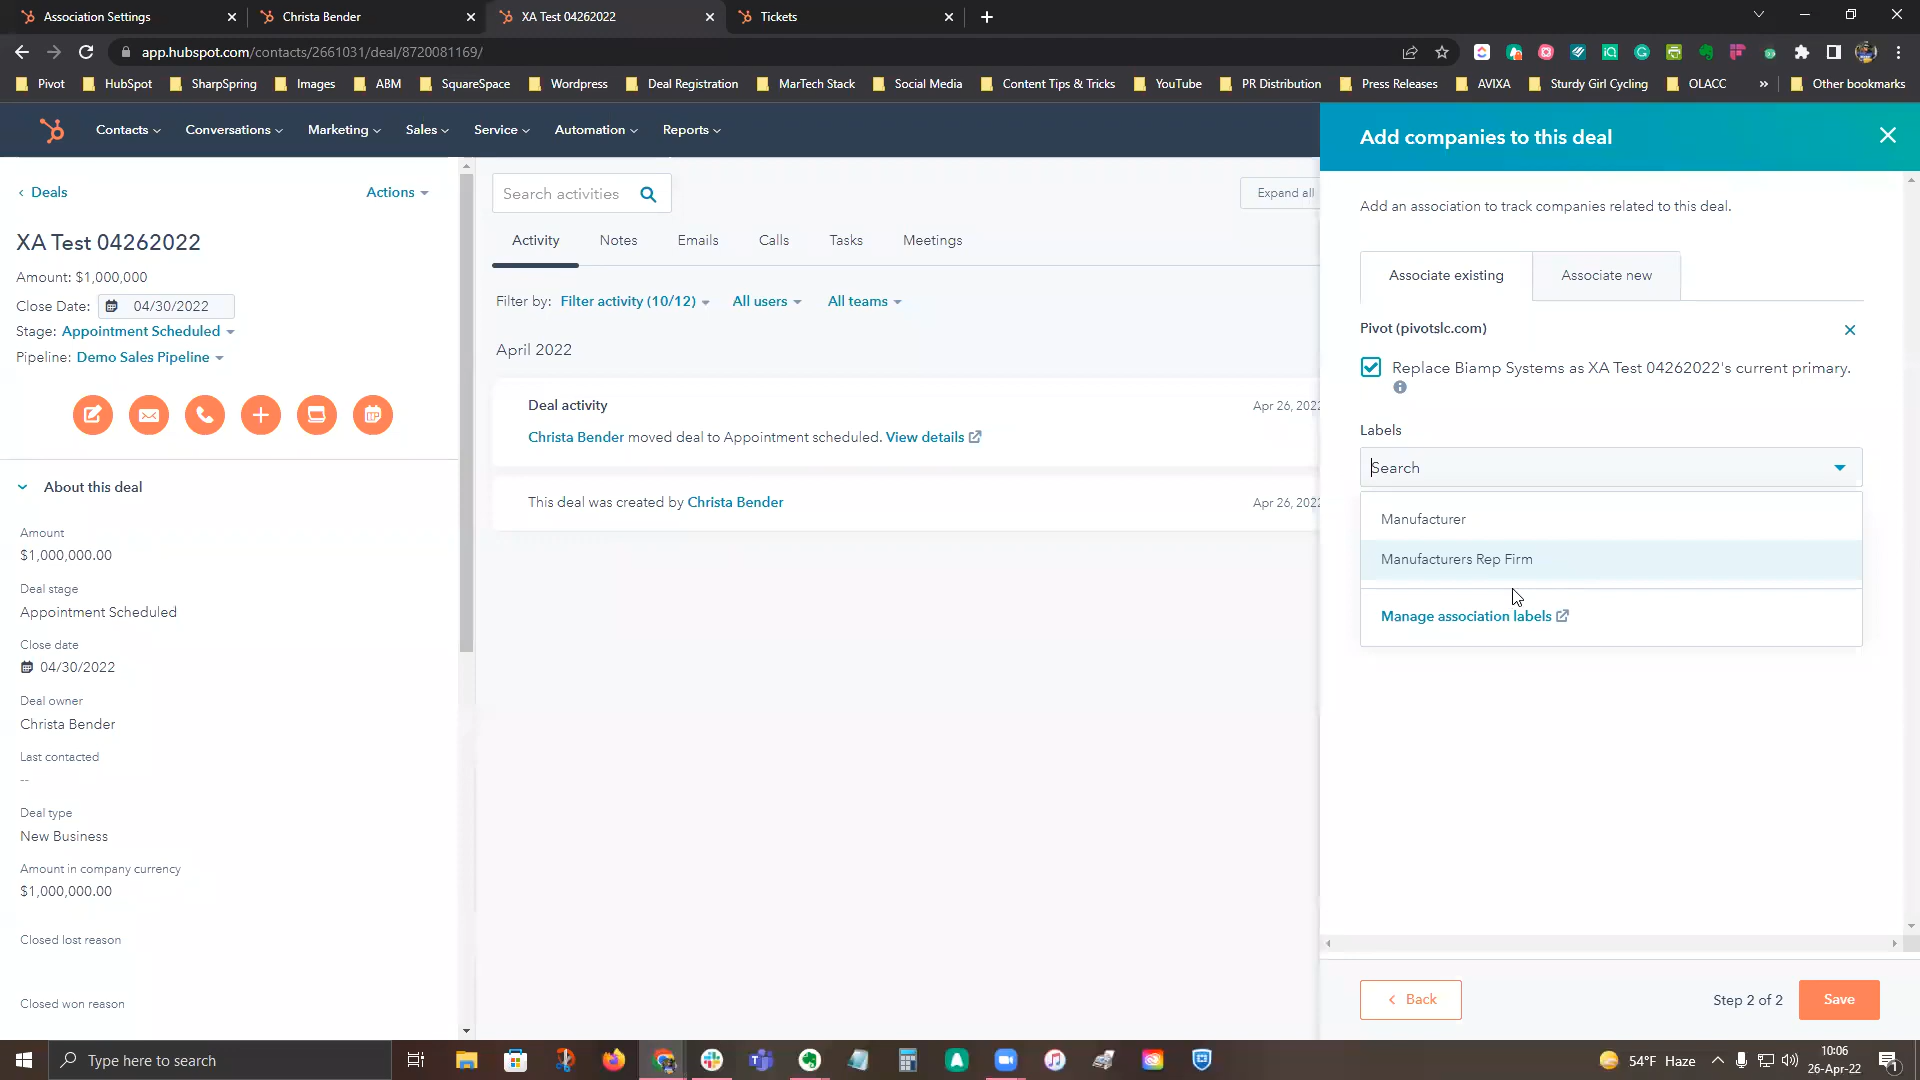 Association Settings
Christa Bender
XA Test 04262022
Tickets
app.hubspot.com/contacts/2661031/deal/8720081169/
Pivot HubSpot SharpSpring Images ABM SquareSpace Wordpress Deal Registration MarTech Stack Social Media Content Tips & Tricks YouTube PR Distribution Press Releases AVIXA Sturdy Girl Cycling OLACC » Other bookmarks
Contacts Conversations Marketing Sales Service Automation Reports
Deals
Actions
XA Test 04262022
Amount: $1,000,000
Close Date: 04/30/2022
Stage: Appointment Scheduled
Pipeline: Demo Sales Pipeline
About this deal
Amount
$1,000,000.00
Deal stage
Appointment Scheduled
Close date
04/30/2022
Deal owner
Christa Bender
Last contacted
--
Deal type
New Business
Amount in company currency
$1,000,000.00
Closed lost reason
Closed won reason
Search activities
Expand all
Activity Notes Emails Calls Tasks Meetings
Filter by: Filter activity (10/12) All users All teams
April 2022
Deal activity
Apr 26, 2022
Christa Bender moved deal to Appointment scheduled. View details
This deal was created by Christa Bender
Apr 26, 2022
Add companies to this deal
Add an association to track companies related to this deal.
Associate existing
Associate new
Pivot (pivotslc.com)
Replace Biamp Systems as XA Test 04262022's current primary.
Labels
Search
Manufacturer
Manufacturers Rep Firm
Manage association labels
Back
Step 2 of 2
Save
Type here to search
54°F Haze
10:06
26-Apr-22
1